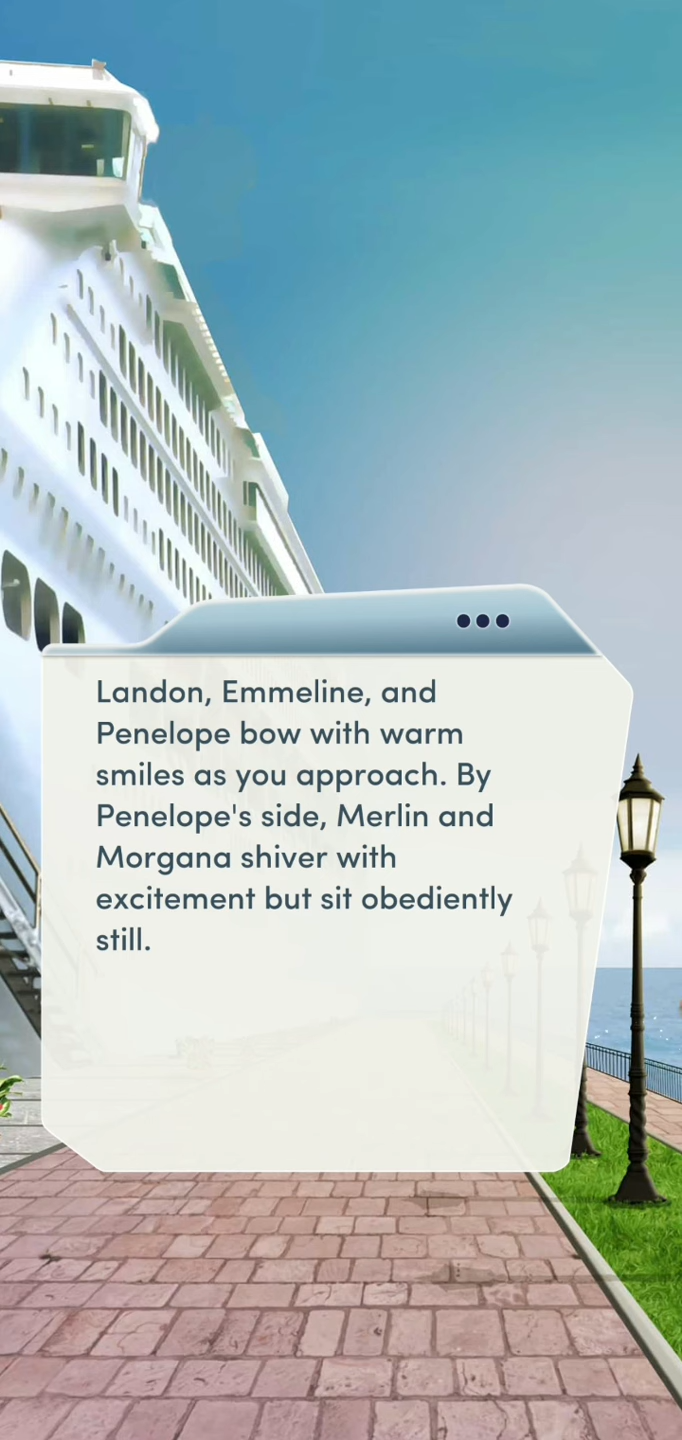 Landon, Emmeline, and
Penelope bow with warm
smiles as you approach. By
Penelope's side, Merlin and
Morgana shiver with
excitement but sit obediently
still.